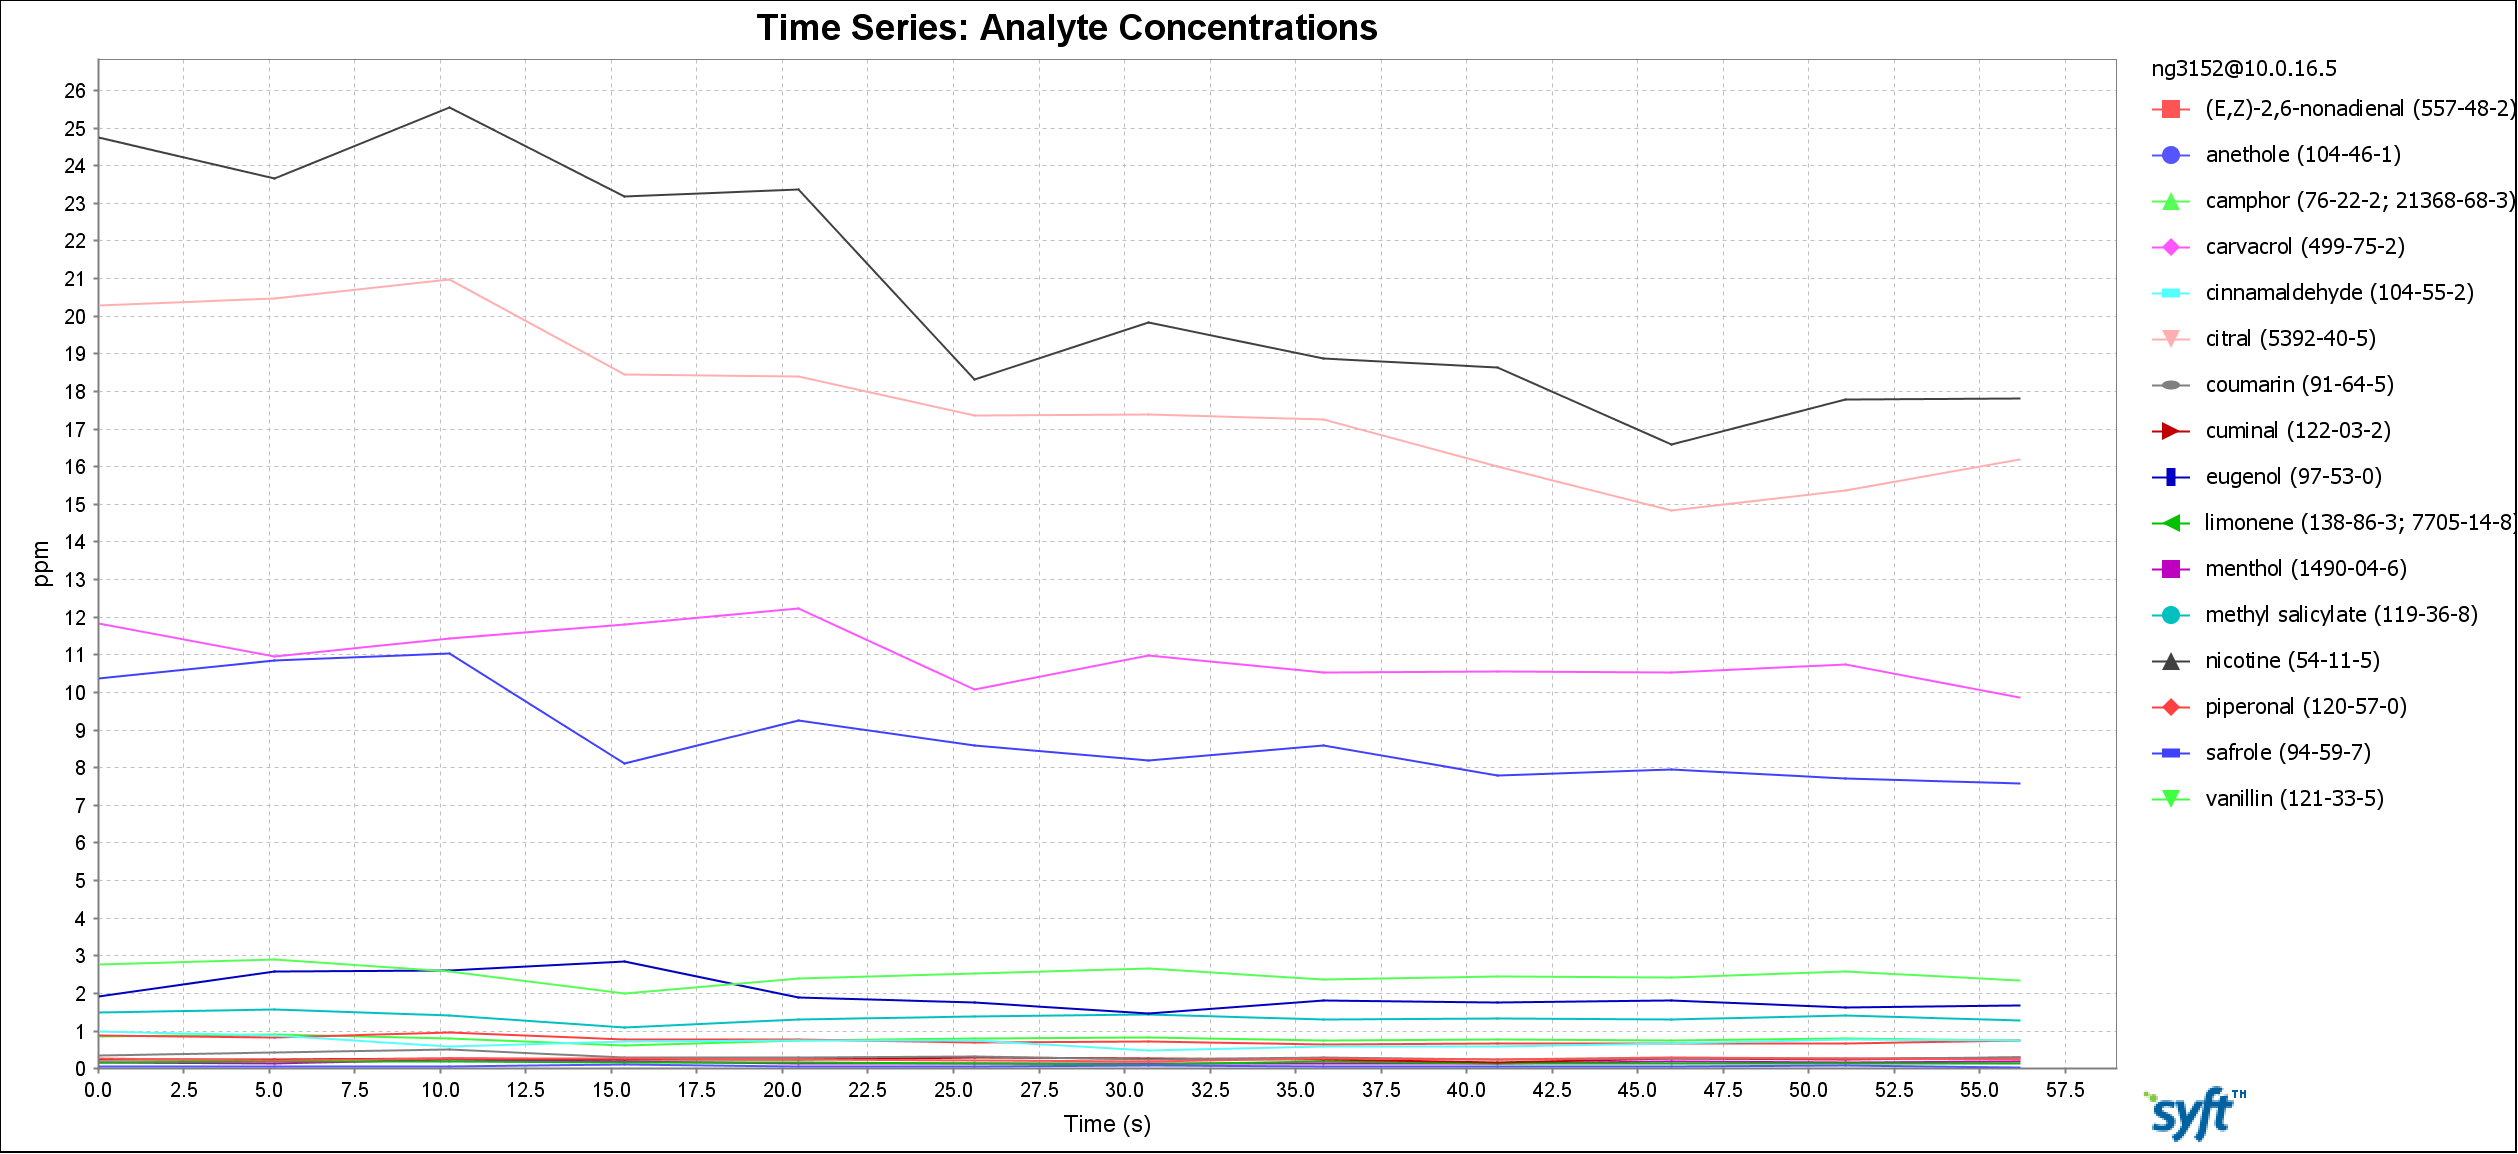 Time Series: Analyte Concentrations
ppm
26
25
24
23
22
21
20
19
18
17
16
15
14
13
12
11
10
9
8
7
6
5
4
3
2
1
0
0.0 2.5 5.0 7.5 10.0 12.5 15.0 17.5 20.0 22.5 25.0 27.5 30.0 32.5 35.0 37.5 40.0 42.5 45.0 47.5 50.0 52.5 55.0 57.5
Time (s)
ng3152@10.0.16.5
(E,Z)-2,6-nonadienal (557-48-2)
anethole (104-46-1)
camphor (76-22-2; 21368-68-3)
carvacrol (499-75-2)
cinnamaldehyde (104-55-2)
citral (5392-40-5)
coumarin (91-64-5)
cuminal (122-03-2)
eugenol (97-53-0)
limonene (138-86-3; 7705-14-8)
menthol (1490-04-6)
methyl salicylate (119-36-8)
nicotine (54-11-5)
piperonal (120-57-0)
safrole (94-59-7)
vanillin (121-33-5)
syft™